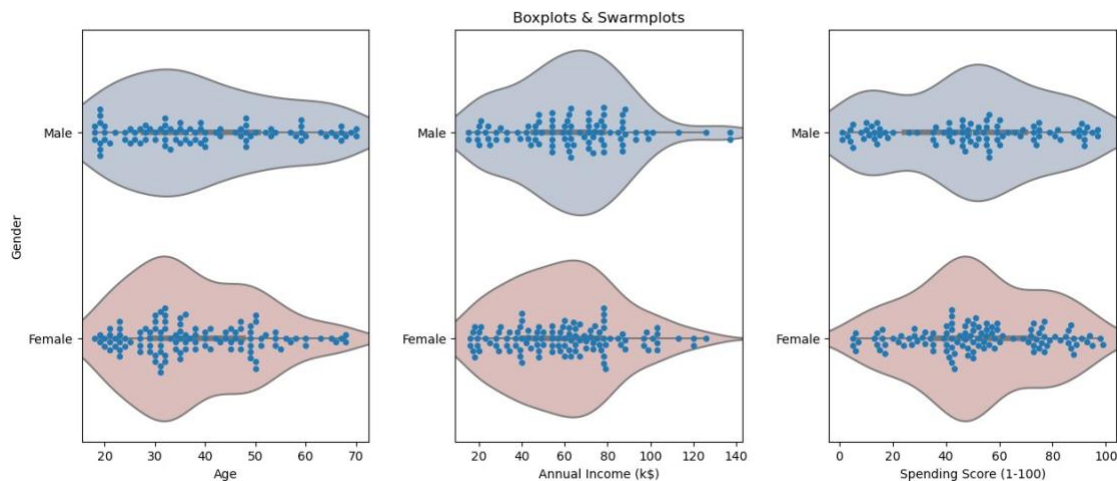 Boxplots & Swarmplots
Gender
Male
Female
20 30 40 50 60 70
Age
Male
Female
20 40 60 80 100 120 140
Annual Income (k$)
Male
Female
0 20 40 60 80 100
Spending Score (1-100)